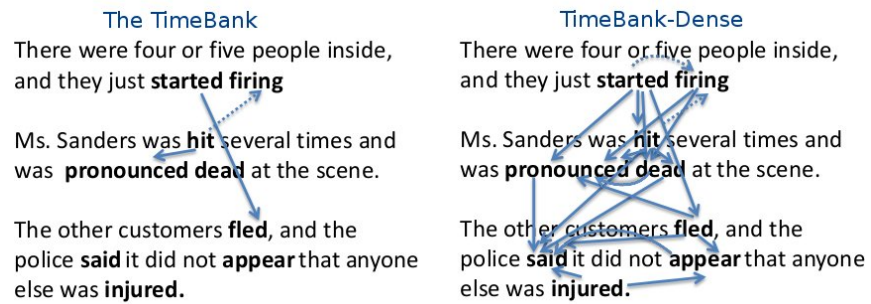 The TimeBank
There were four or five people inside,
and they just started firing
Ms. Sanders was hit several times and
was pronounced dead at the scene.
The other customers fled, and the
police said it did not appear that anyone
else was injured.
TimeBank-Dense
There were four or five people inside,
and they just started firing
Ms. Sanders was hit several times and
was pronounced dead at the scene.
The other customers fled, and the
police said it did not appear that anyone
else was injured.